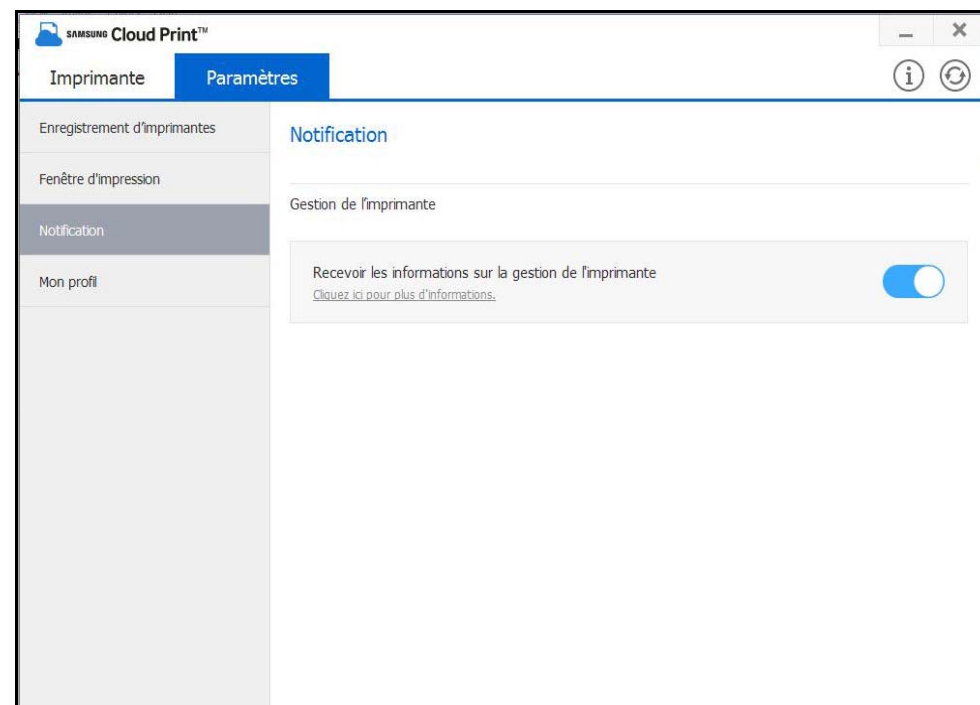 SAMSUNG Cloud Print™
Imprimante
Paramètres
Enregistrement d'imprimantes
Fenêtre d'impression
Notification
Mon profil
Notification
Gestion de l'imprimante
Recevoir les informations sur la gestion de l'imprimante
Cliquez ici pour plus d'informations.